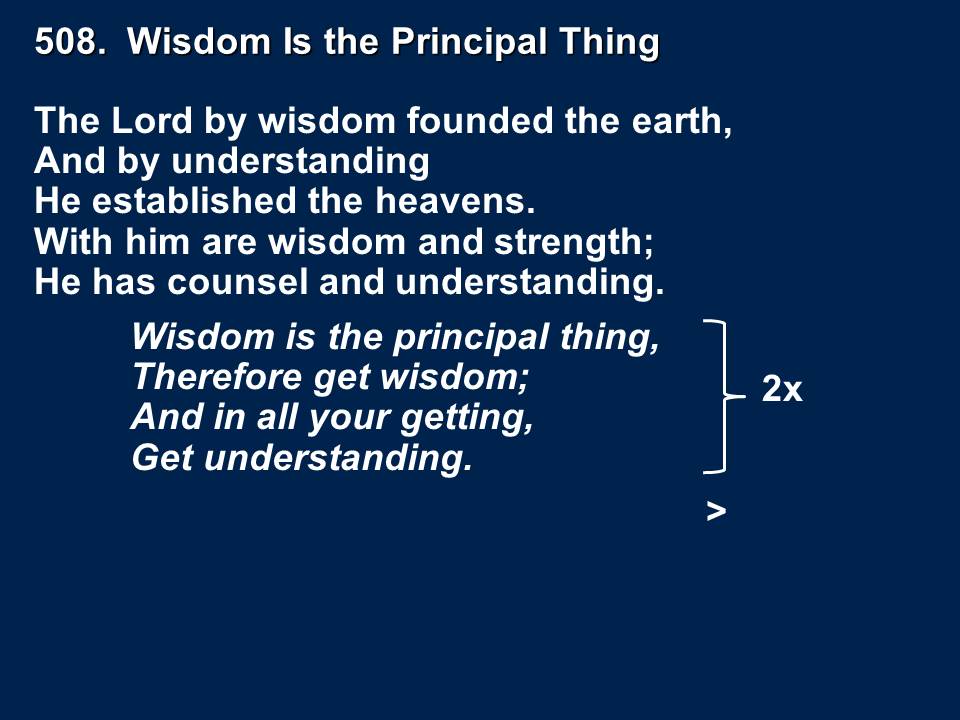 508.  Wisdom Is the Principal Thing
The Lord by wisdom founded the earth,
And by understanding
He established the heavens.
With him are wisdom and strength;
He has counsel and understanding.
Wisdom is the principal thing,
Therefore get wisdom;
And in all your getting,
Get understanding.
2x
>